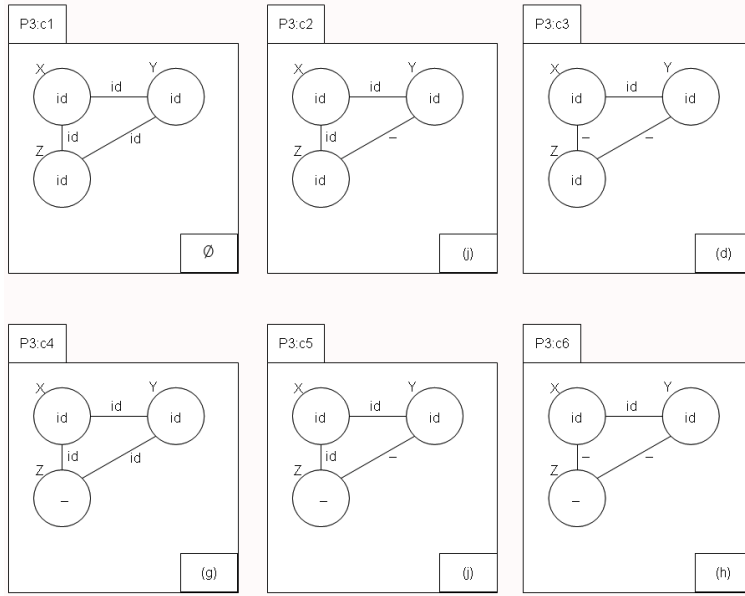 P3:c1
X
Y
id
id
id
id
id
Z
id
Ø
P3:c2
X
Y
id
id
id
id
–
Z
id
(j)
P3:c3
X
Y
id
id
id
–
–
Z
id
(d)
P3:c4
X
Y
id
id
id
id
id
Z
–
(g)
P3:c5
X
Y
id
id
id
id
–
Z
–
(j)
P3:c6
X
Y
id
id
id
–
–
Z
–
(h)